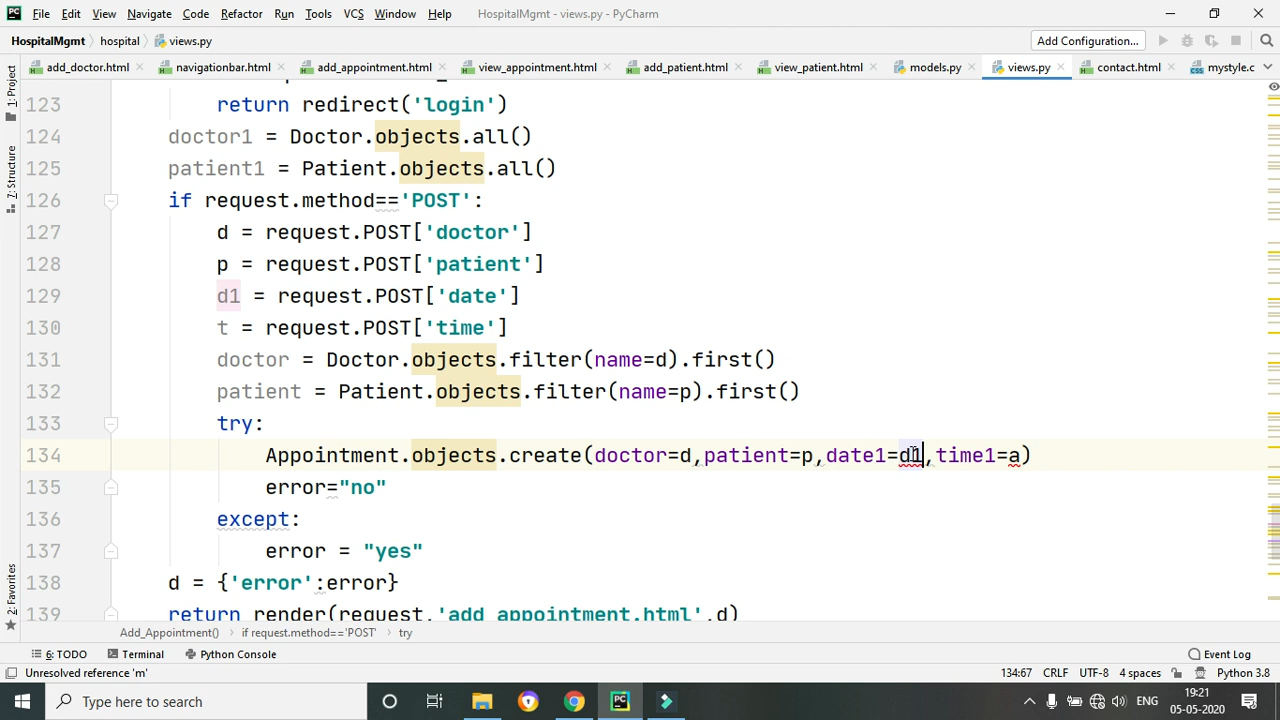 File Edit View Navigate Code Refactor Run Tools VCS Window Help HospitalMgmt - views.py - PyCharm
HospitalMgmt hospital views.py Add Configuration...
add_doctor.html navigationbar.html add_appointment.html view_appointment.html add_patient.html view_patient.html models.py views.py contact.html mystyle.c
1: Project
7: Structure
2: Favorites
123 return redirect('login')
124 doctor1 = Doctor.objects.all()
125 patient1 = Patient.objects.all()
126 if request.method=='POST':
127 d = request.POST['doctor']
128 p = request.POST['patient']
129 d1 = request.POST['date']
130 t = request.POST['time']
131 doctor = Doctor.objects.filter(name=d).first()
132 patient = Patient.objects.filter(name=p).first()
133 try:
134 Appointment.objects.create(doctor=d,patient=p,date1=d1,time1=a)
135 error="no"
136 except:
137 error = "yes"
138 d = {'error':error}
139 return render(request,'add_appointment.html',d)
Add_Appointment() if request.method=='POST' try
6: TODO Terminal Python Console Event Log
Unresolved reference 'm' 134:67 CRLF UTF-8 4 spaces Python 3.8
Type here to search ENG 19:21
05-05-2020